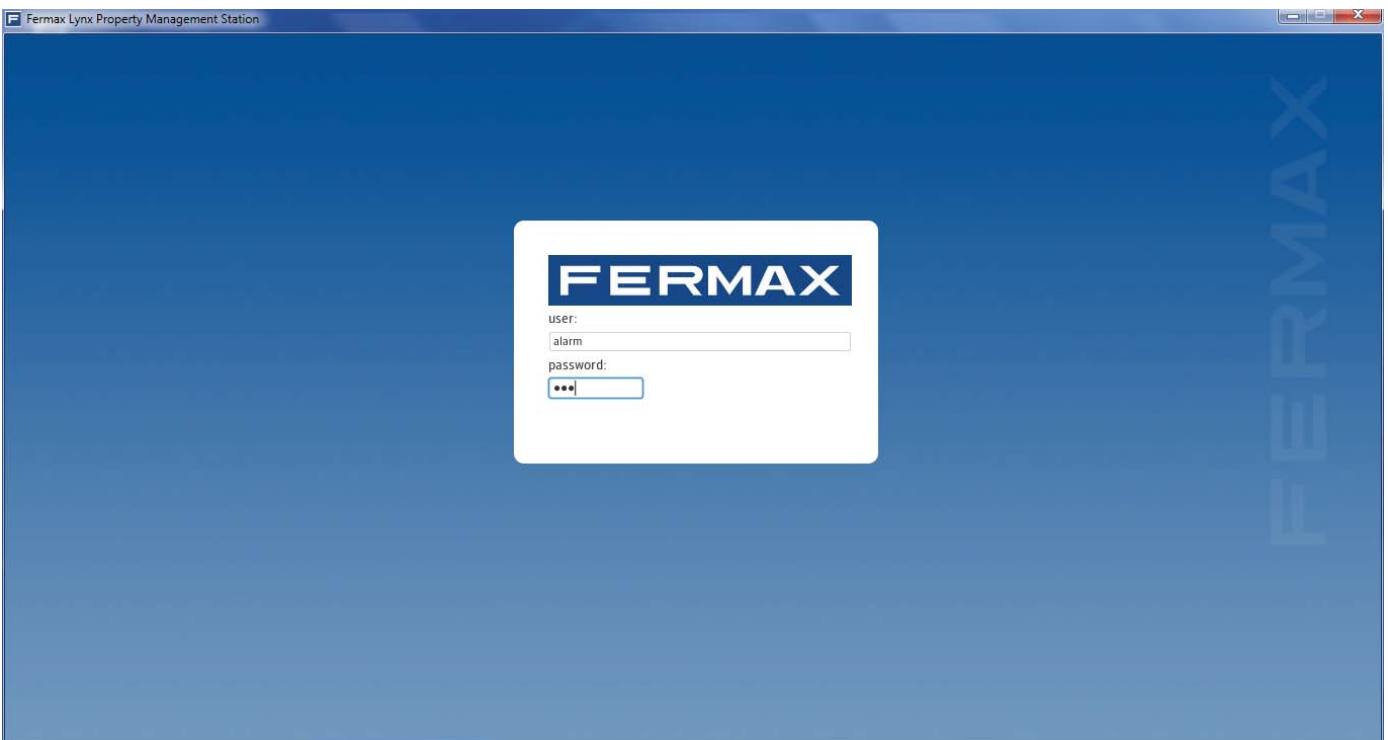 Fermax Lynx Property Management Station
FERMAX
user:
alarm
password:
•••
FERMAX